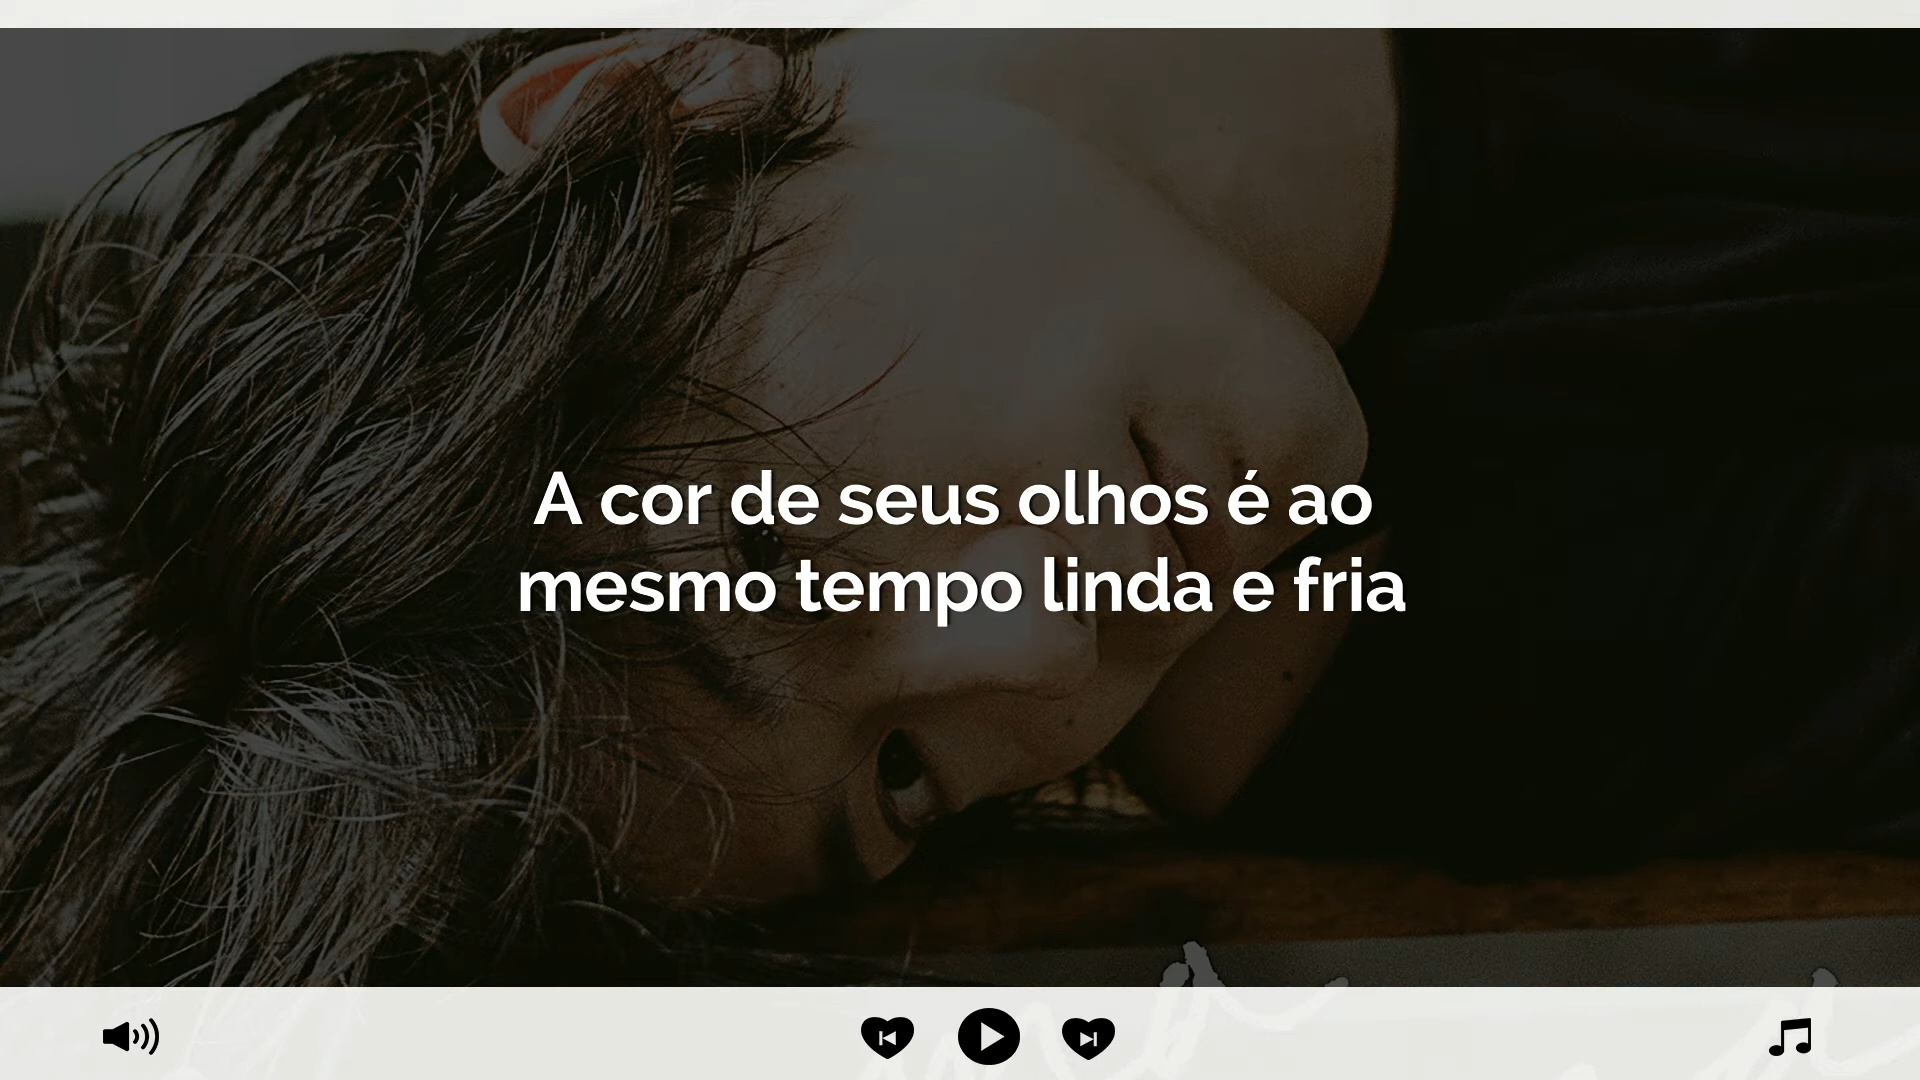 A cor de seus olhos é ao
mesmo tempo linda e fria